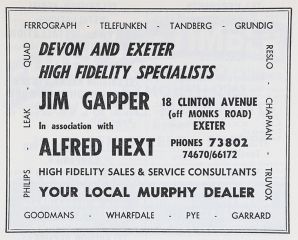 FERROGRAPH - TELEFUNKEN - TANDBERG - GRUNDIG
QUAD - LEAK - PHILIPS
RESLO - CHARMAN - TRUVOX
DEVON AND EXETER
HIGH FIDELITY SPECIALISTS
JIM GAPPER
in association with
ALFRED HEXT
18 CLINTON AVENUE
(off MONKS ROAD)
EXETER
PHONES 73802
74670/66172
HIGH FIDELITY SALES & SERVICE CONSULTANTS
YOUR LOCAL MURPHY DEALER
GOODMANS - WHARFDALE - PYE - GARRARD